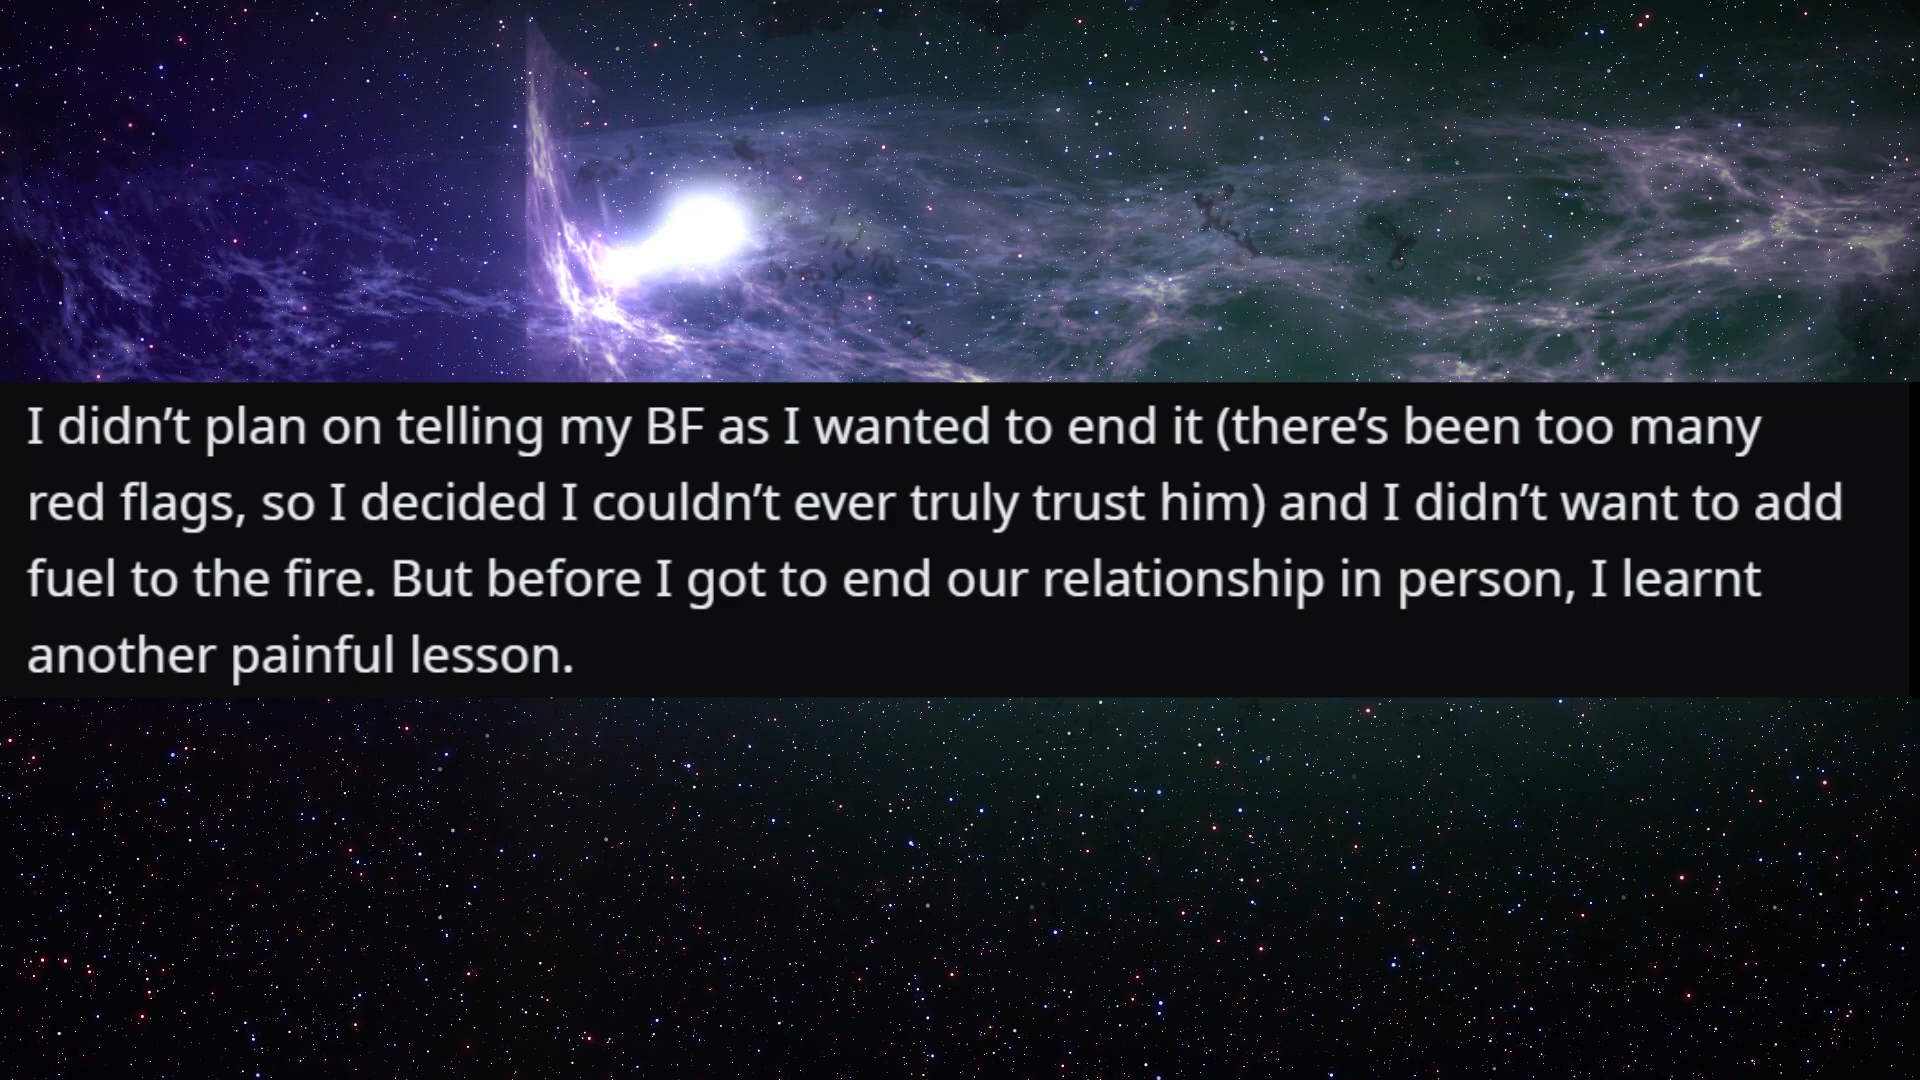 I didn’t plan on telling my BF as I wanted to end it (there’s been too many
red flags, so I decided I couldn’t ever truly trust him) and I didn’t want to add
fuel to the fire. But before I got to end our relationship in person, I learnt
another painful lesson.